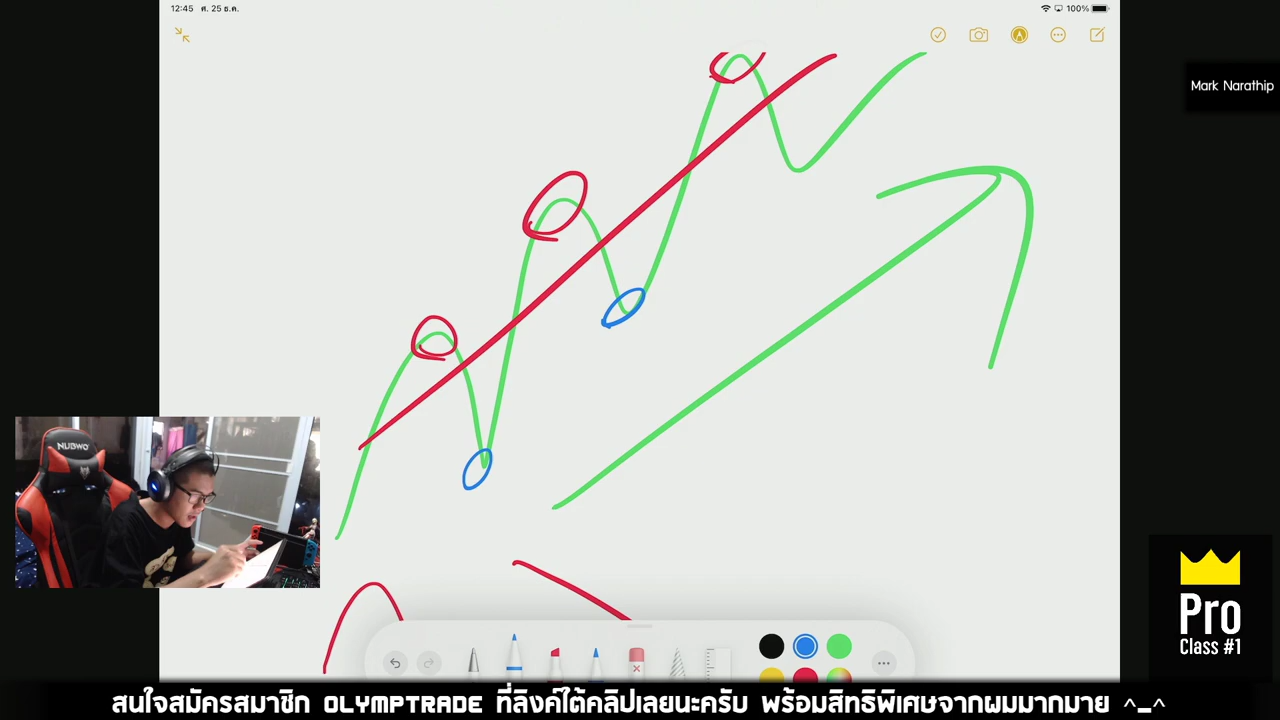 12:45 ศ. 25 ธ.ค.
100%
Mark Narathip
NUBWO
Pro
Class #1
สนใจสมัครสมาชิก OLYMPTRADE ที่ลิงค์ใต้คลิปเลยนะครับ พร้อมสิทธิพิเศษจากผมมากมาย ^_^